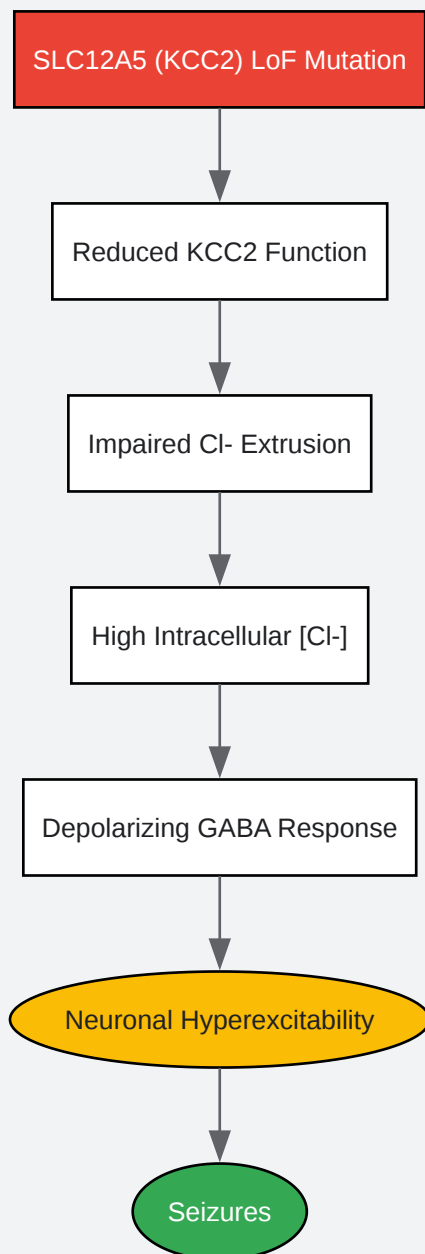 SLC12A5 (KCC2) LoF Mutation
Reduced KCC2 Function
Impaired Cl- Extrusion
High Intracellular [Cl-]
Depolarizing GABA Response
Neuronal Hyperexcitability
Seizures